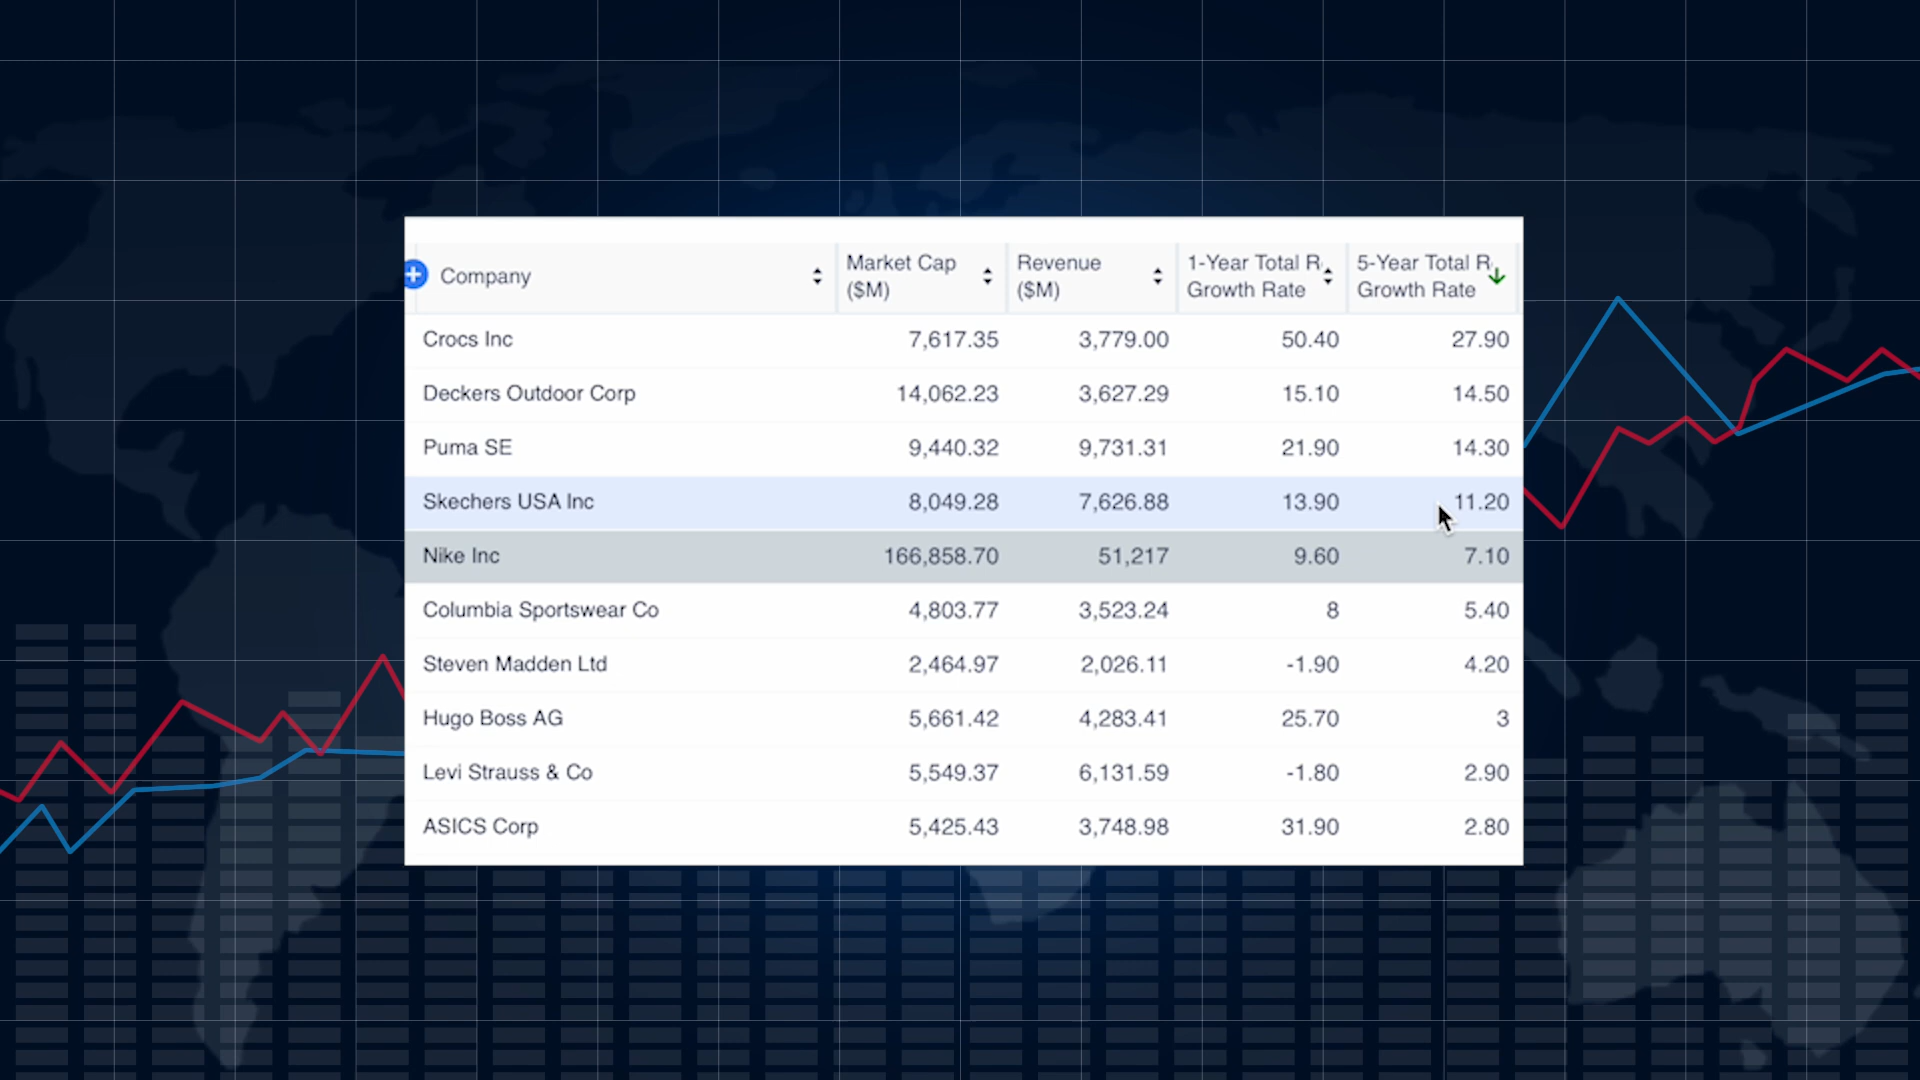 Company
Market Cap
($M)
Revenue
($M)
1-Year Total R
Growth Rate
5-Year Total R
Growth Rate
Crocs Inc 7,617.35 3,779.00 50.40 27.90
Deckers Outdoor Corp 14,062.23 3,627.29 15.10 14.50
Puma SE 9,440.32 9,731.31 21.90 14.30
Skechers USA Inc 8,049.28 7,626.88 13.90 11.20
Nike Inc 166,858.70 51,217 9.60 7.10
Columbia Sportswear Co 4,803.77 3,523.24 8 5.40
Steven Madden Ltd 2,464.97 2,026.11 -1.90 4.20
Hugo Boss AG 5,661.42 4,283.41 25.70 3
Levi Strauss & Co 5,549.37 6,131.59 -1.80 2.90
ASICS Corp 5,425.43 3,748.98 31.90 2.80